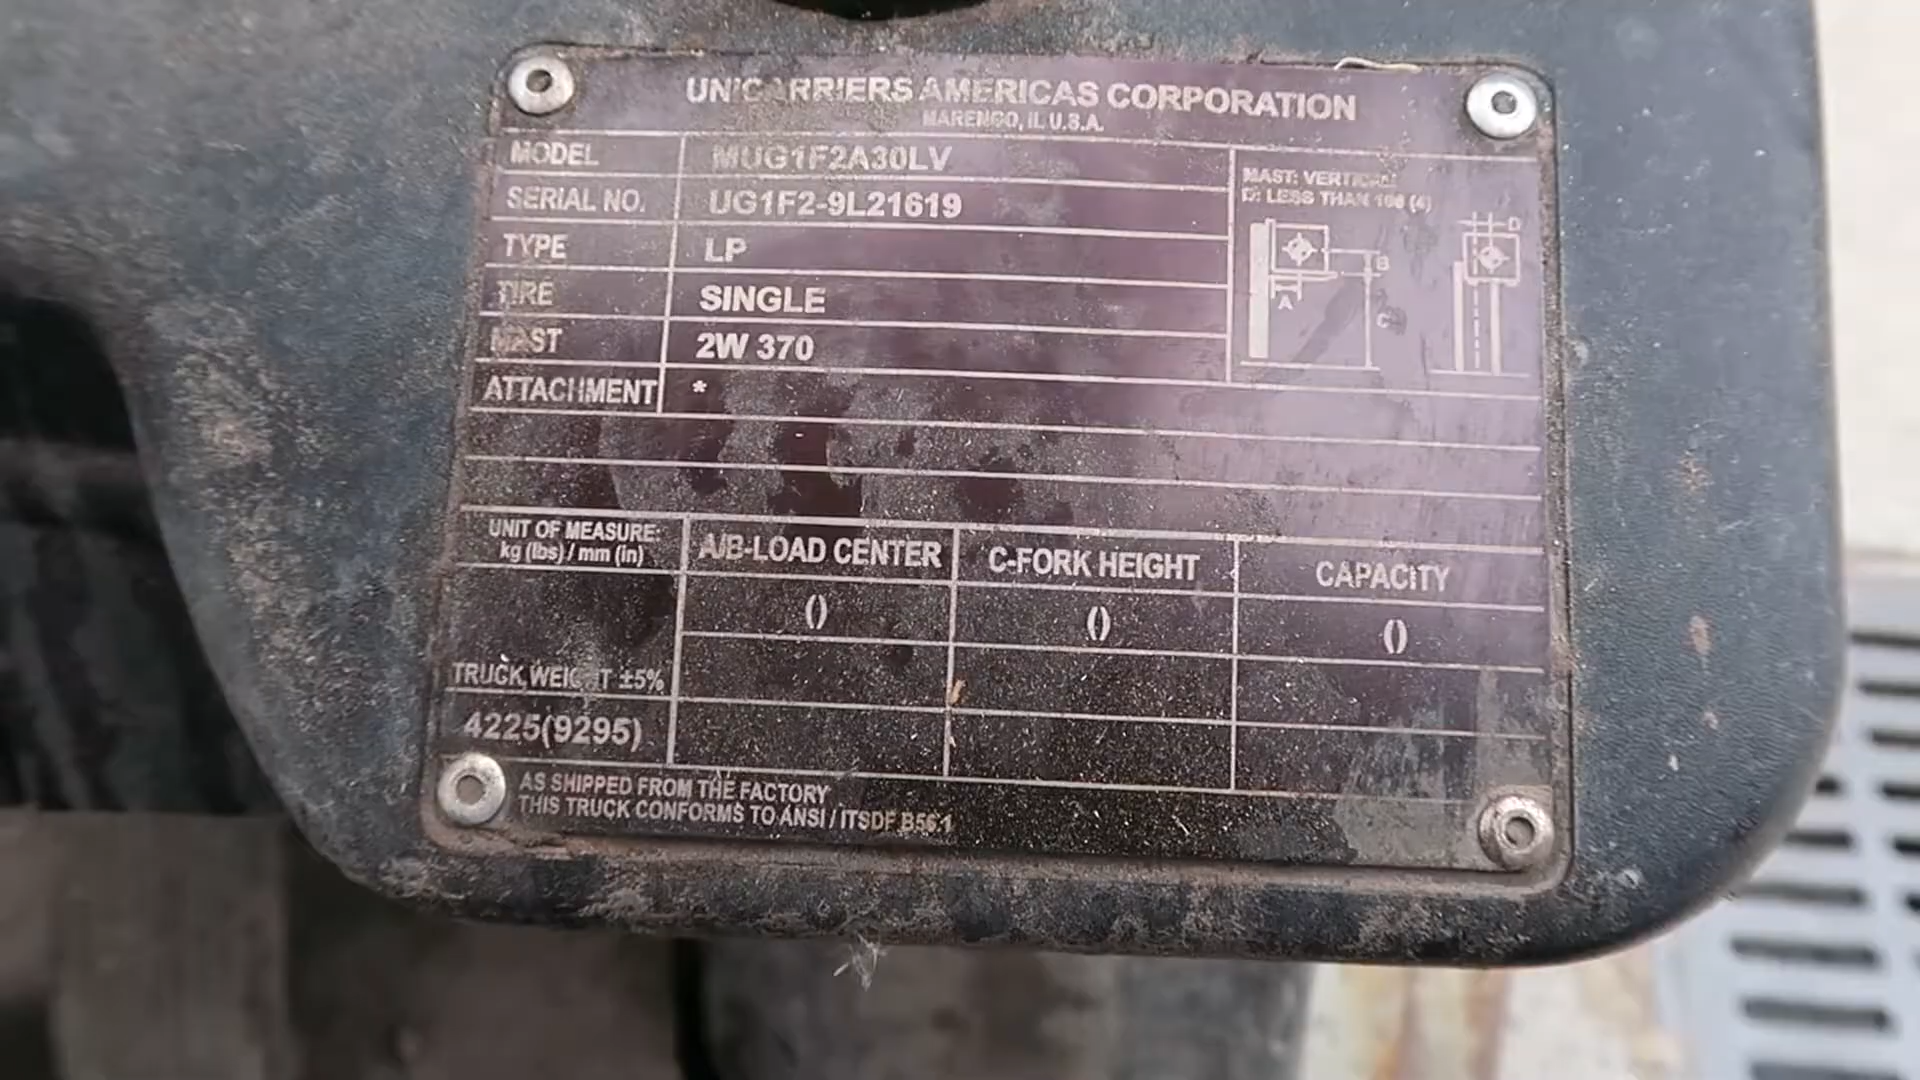 UNICARRIERS AMERICAS CORPORATION
MARENGO, IL U.S.A.
MODEL MUG1F2A30LV
SERIAL NO. UG1F2-9L21619
TYPE LP
TIRE SINGLE
MAST 2W 370
ATTACHMENT *
MAST: VERTICAL
D: LESS THAN 100 (4)
D
B
A
C
UNIT OF MEASURE:
kg (lbs) / mm (in)
A/B-LOAD CENTER C-FORK HEIGHT CAPACITY
() () ()
TRUCK WEIGHT ±5%
4225(9295)
AS SHIPPED FROM THE FACTORY
THIS TRUCK CONFORMS TO ANSI / ITSDF B56.1